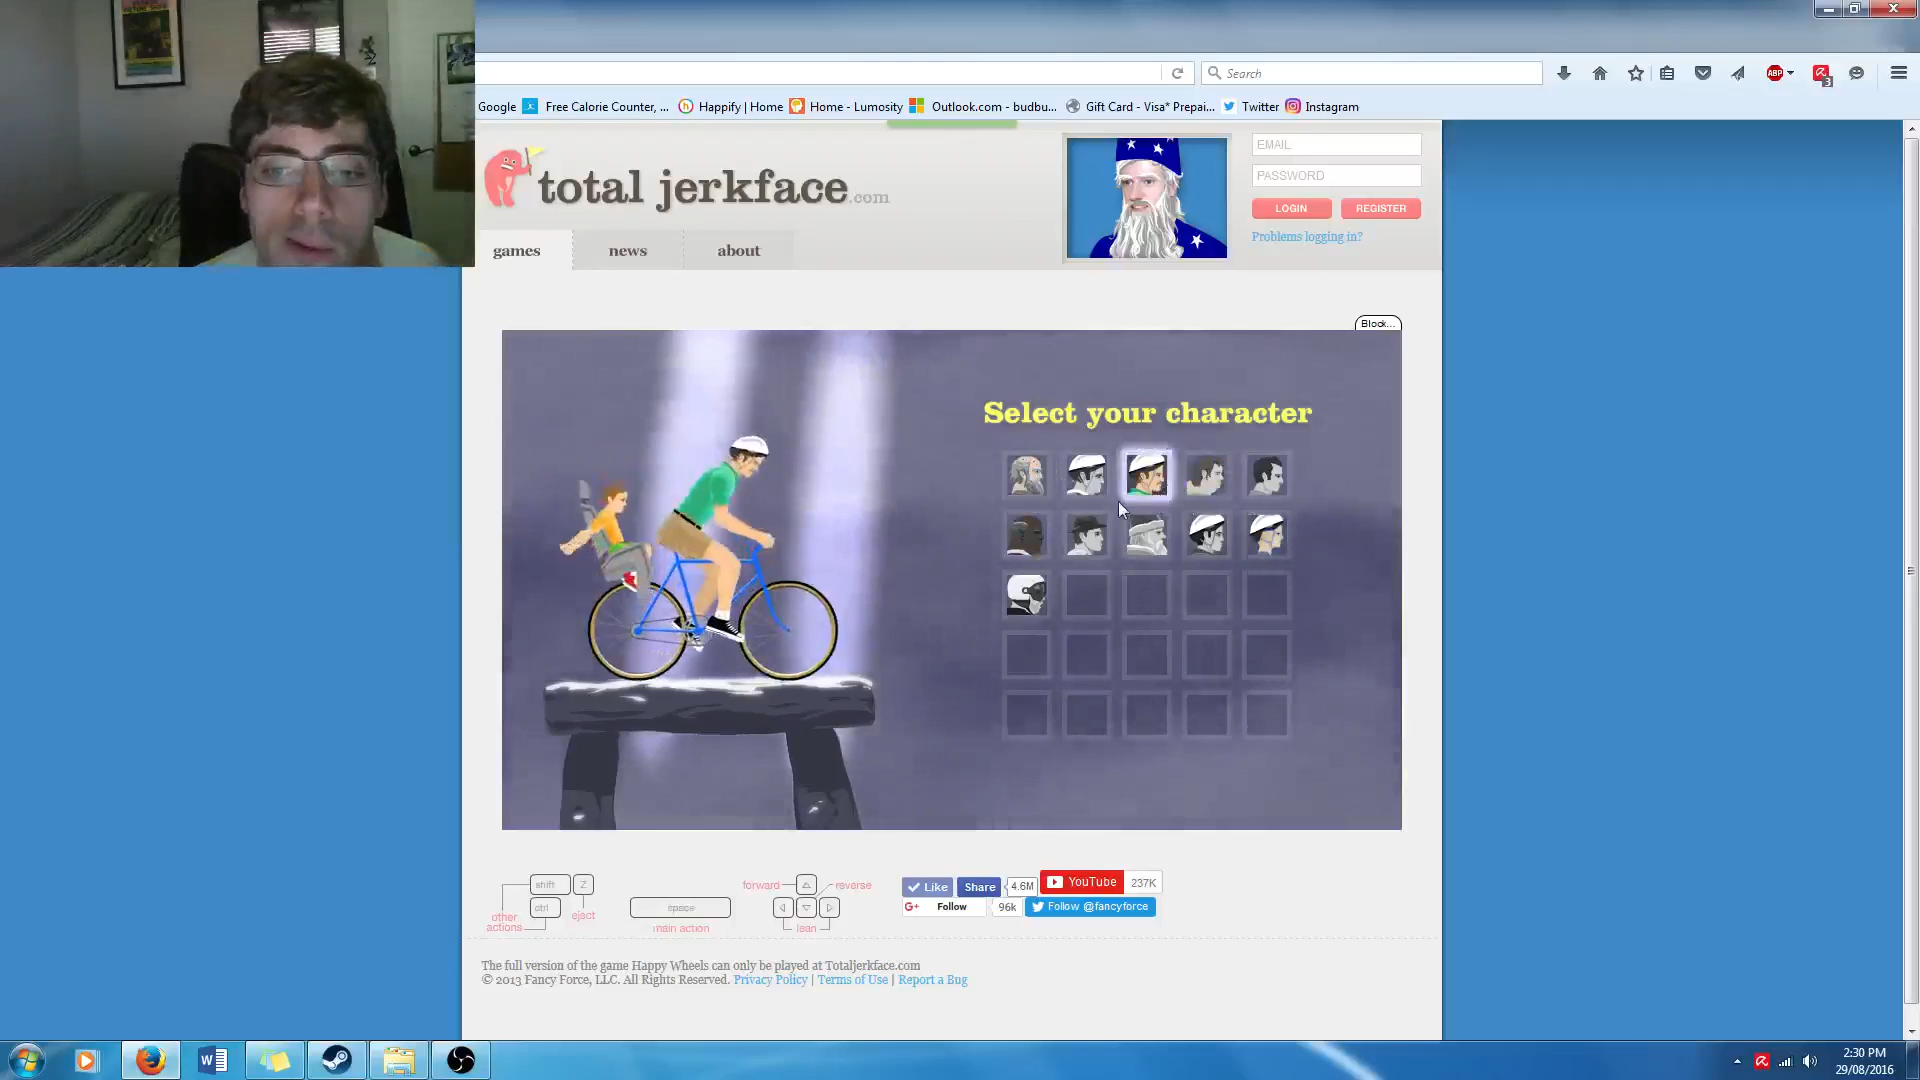 Search
ABP
3
Google
Free Calorie Counter, ...
Happify | Home
Home - Lumosity
Outlook.com - budbu...
Gift Card - Visa* Prepai...
Twitter
Instagram
total jerkface.com
EMAIL
PASSWORD
LOGIN
REGISTER
Problems logging in?
games
news
about
Block...
Select your character
shift
Z
ctrl
other
actions
eject
space
main action
forward
reverse
lean
Like
Share
4.6M
YouTube
237K
G+
Follow
96k
Follow @fancyforce
The full version of the game Happy Wheels can only be played at Totaljerkface.com
© 2013 Fancy Force, LLC. All Rights Reserved. Privacy Policy | Terms of Use | Report a Bug
2:30 PM
29/08/2016